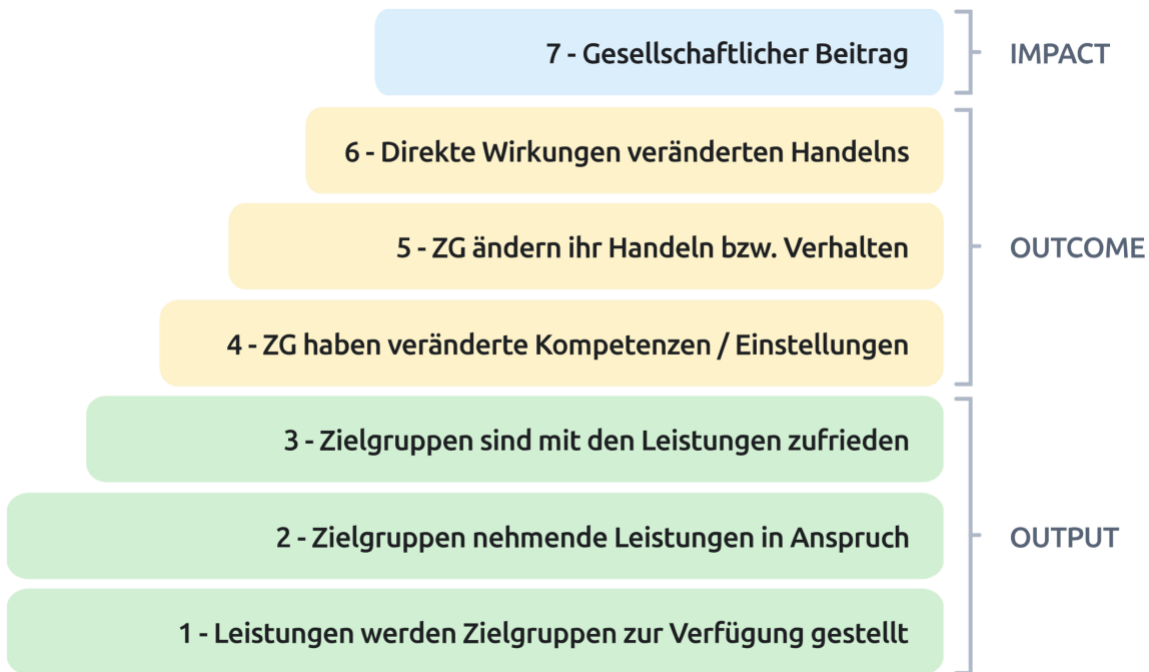 7 - Gesellschaftlicher Beitrag
IMPACT
6 - Direkte Wirkungen veränderten Handelns
5 - ZG ändern ihr Handeln bzw. Verhalten
OUTCOME
4 - ZG haben veränderte Kompetenzen / Einstellungen
3 - Zielgruppen sind mit den Leistungen zufrieden
2 - Zielgruppen nehmende Leistungen in Anspruch
OUTPUT
1 - Leistungen werden Zielgruppen zur Verfügung gestellt